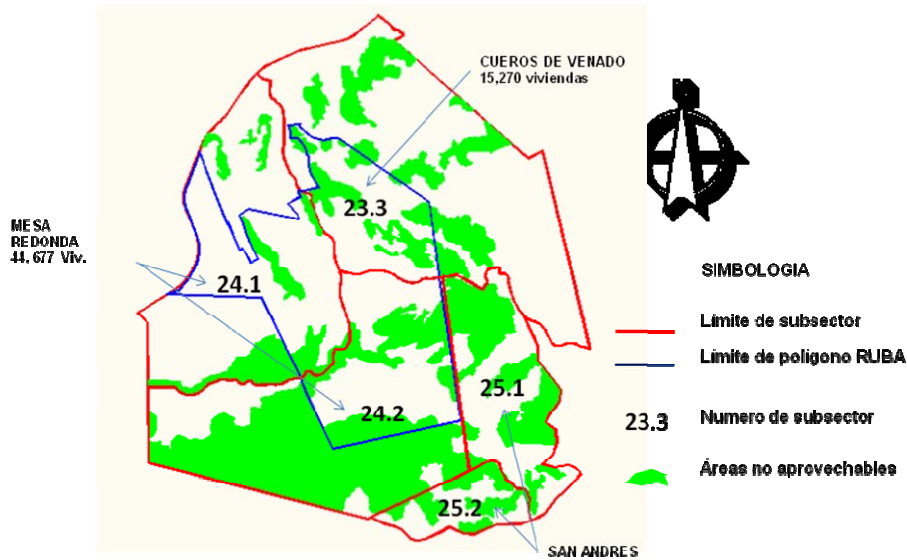 CUEROS DE VENADO
15,270 viviendas
23.3
MESA
REDONDA
44, 677 Viv.
24.1
24.2
25.1
25.2
SAN ANDRES
SIMBOLOGIA
Límite de subsector
Límite de polígono RUBA
23.3 Numero de subsector
Áreas no aprovechables